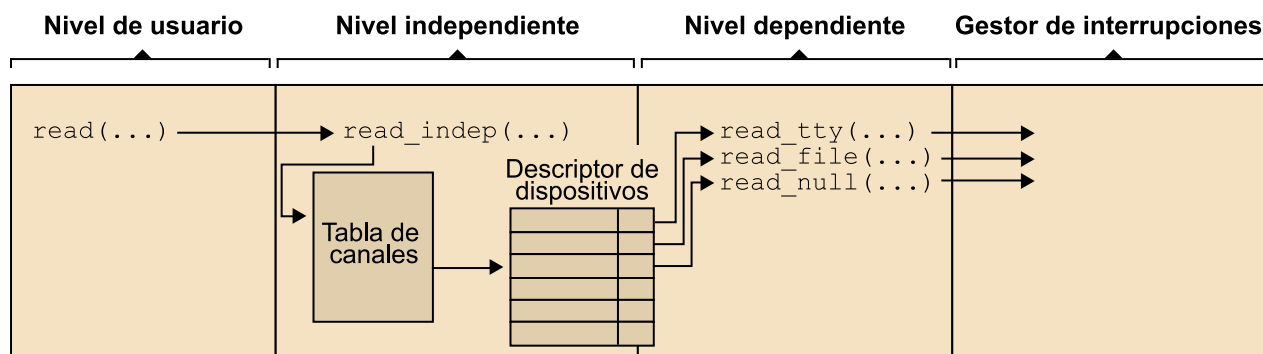 Nivel de usuario
Nivel independiente
Nivel dependiente
Gestor de interrupciones
read(...)
read_indep(...)
read_tty(...)
read_file(...)
read_null(...)
Descriptor de
dispositivos
Tabla de
canales